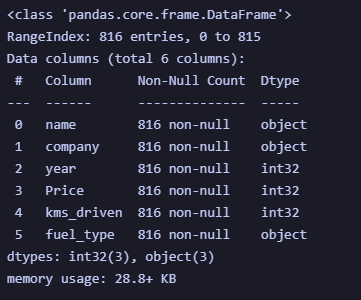 <class 'pandas.core.frame.DataFrame'>
RangeIndex: 816 entries, 0 to 815
Data columns (total 6 columns):
 #   Column      Non-Null Count  Dtype
---  ------      --------------  -----
 0   name        816 non-null    object
 1   company     816 non-null    object
 2   year        816 non-null    int32
 3   Price       816 non-null    int32
 4   kms_driven  816 non-null    int32
 5   fuel_type   816 non-null    object
dtypes: int32(3), object(3)
memory usage: 28.8+ KB